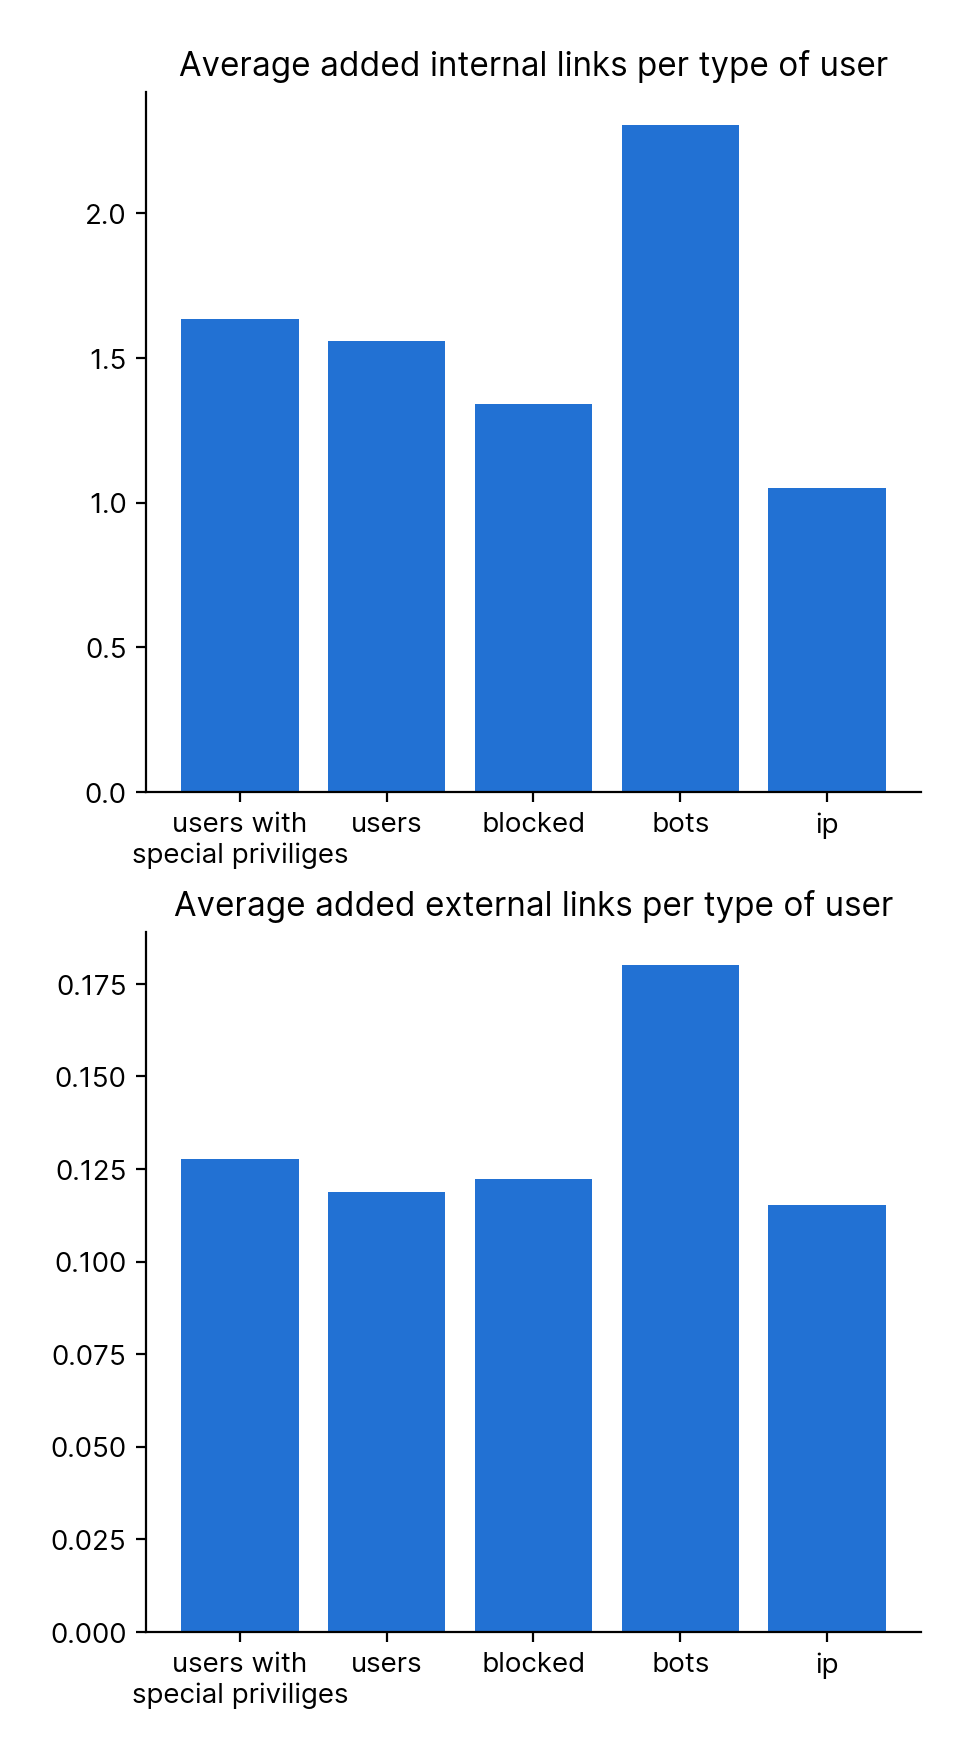 Average added internal links per type of user
2.0
1.5
1.0
0.5
0.0
users with
special priviliges
users
blocked
bots
ip
Average added external links per type of user
0.175
0.150
0.125
0.100
0.075
0.050
0.025
0.000
users with
special priviliges
users
blocked
bots
ip